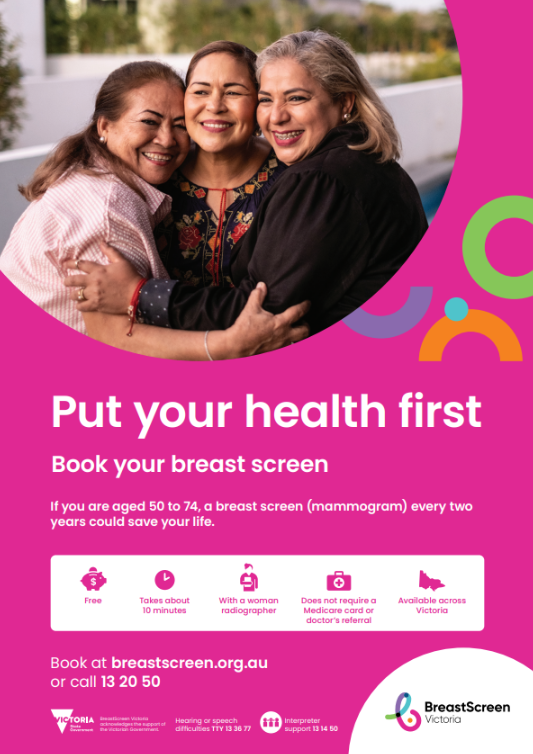 Put your health first
Book your breast screen
If you are aged 50 to 74, a breast screen (mammogram) every two
years could save your life.
Free
Takes about
10 minutes
With a woman
radiographer
Does not require a
Medicare card or
doctor's referral
Available across
Victoria
Book at breastscreen.org.au
or call 13 20 50
VICTORIA
State
Government
BreastScreen Victoria
acknowledges the support of
the Victorian Government.
Hearing or speech
difficulties TTY 13 36 77
Interpreter
support 13 14 50
BreastScreen
Victoria